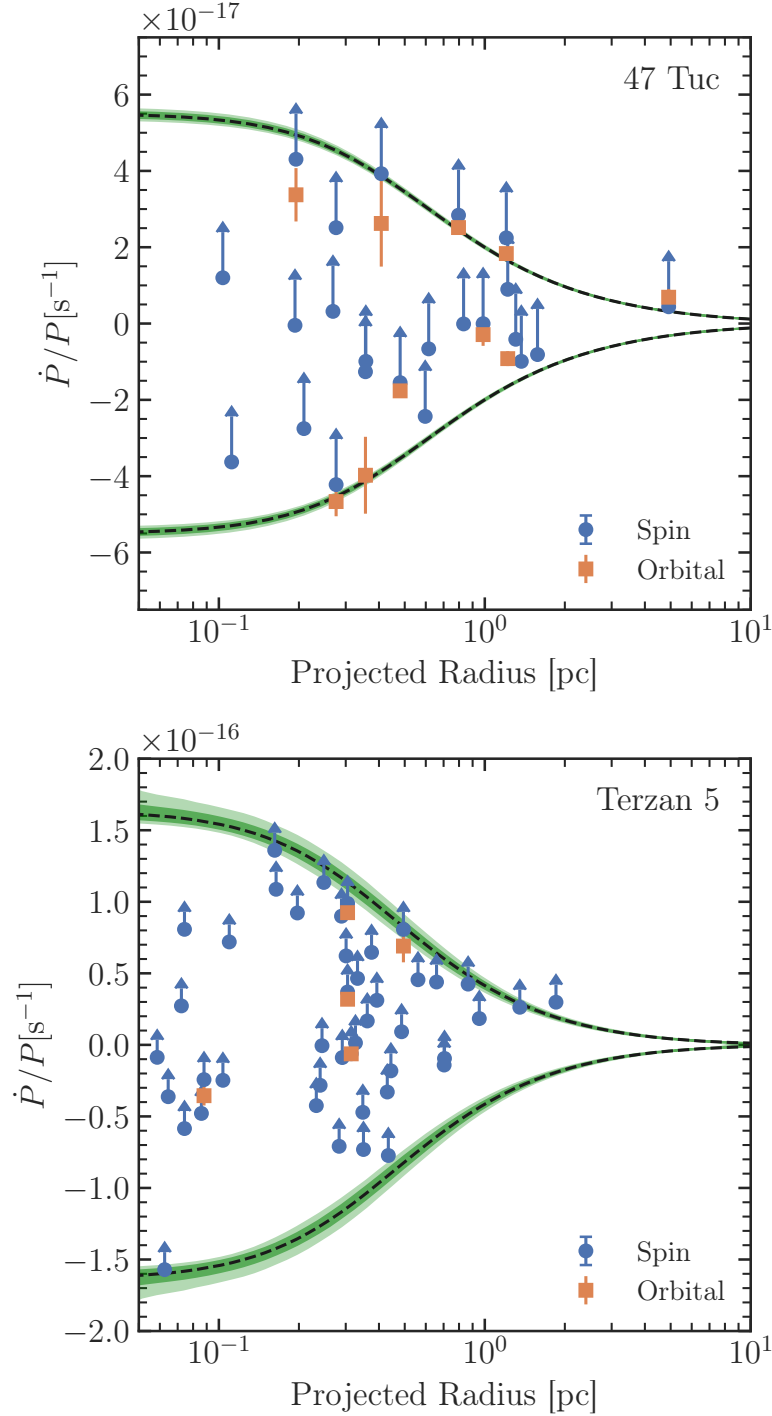 ×10⁻¹⁷
47 Tuc
6
4
2
0
−2
−4
−6
Ṗ/P[s⁻¹]
Spin
Orbital
10⁻¹ 10⁰ 10¹
Projected Radius [pc]
×10⁻¹⁶
Terzan 5
2.0
1.5
1.0
0.5
0.0
−0.5
−1.0
−1.5
−2.0
Ṗ/P[s⁻¹]
Spin
Orbital
10⁻¹ 10⁰ 10¹
Projected Radius [pc]